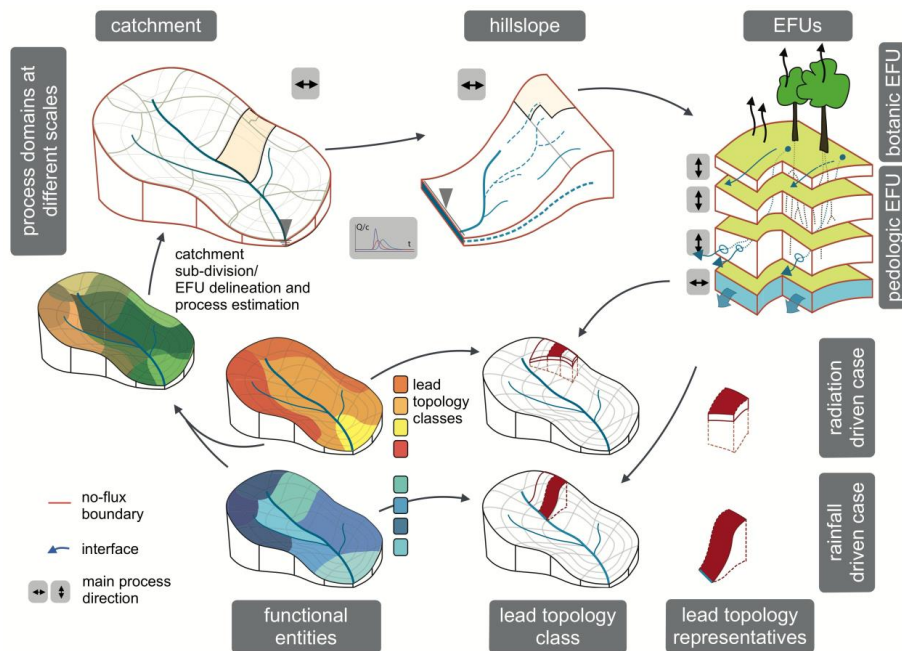 catchment
hillslope
EFUs
process domains at
different scales
botanic EFU
pedologic EFU
Q/c
t
catchment
sub-division/
EFU delineation and
process estimation
lead
topology
classes
radiation
driven case
rainfall
driven case
no-flux
boundary
interface
main process
direction
functional
entities
lead topology
class
lead topology
representatives